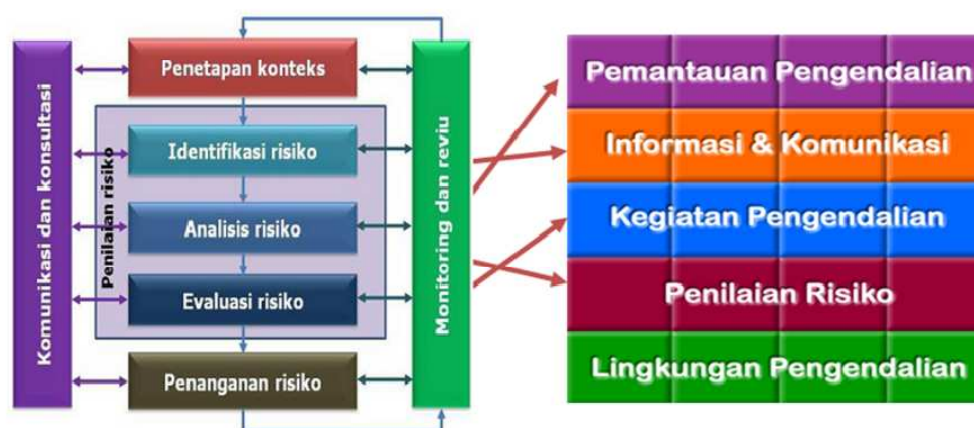 Komunikasi dan konsultasi
Penetapan konteks
Penilaian risiko
Identifikasi risiko
Analisis risiko
Evaluasi risiko
Penanganan risiko
Monitoring dan reviu
Pemantauan Pengendalian
Informasi & Komunikasi
Kegiatan Pengendalian
Penilaian Risiko
Lingkungan Pengendalian